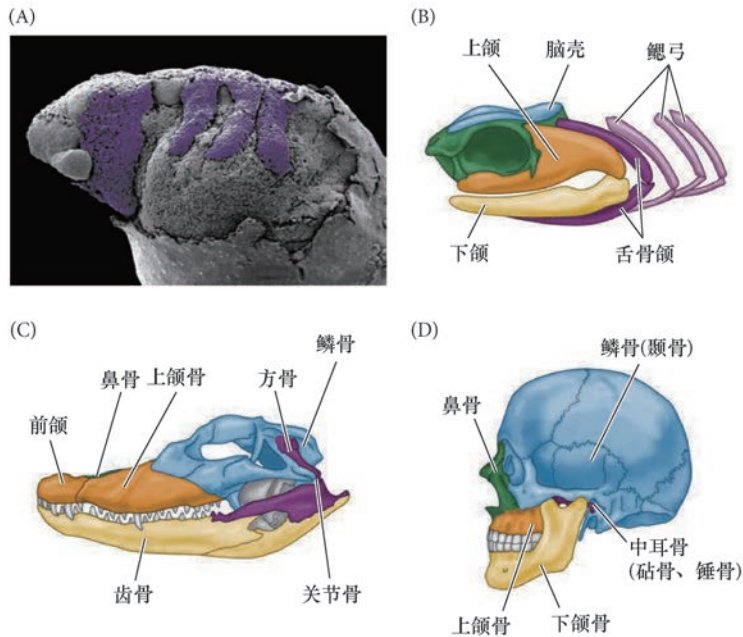 (A)
(B)
上颌
脑壳
鳃弓
下颌
舌骨颌
(C)
鳞骨
方骨
鼻骨
上颌骨
前颌
齿骨
关节骨
(D)
鳞骨(颞骨)
鼻骨
中耳骨
(砧骨、锤骨)
上颌骨
下颌骨